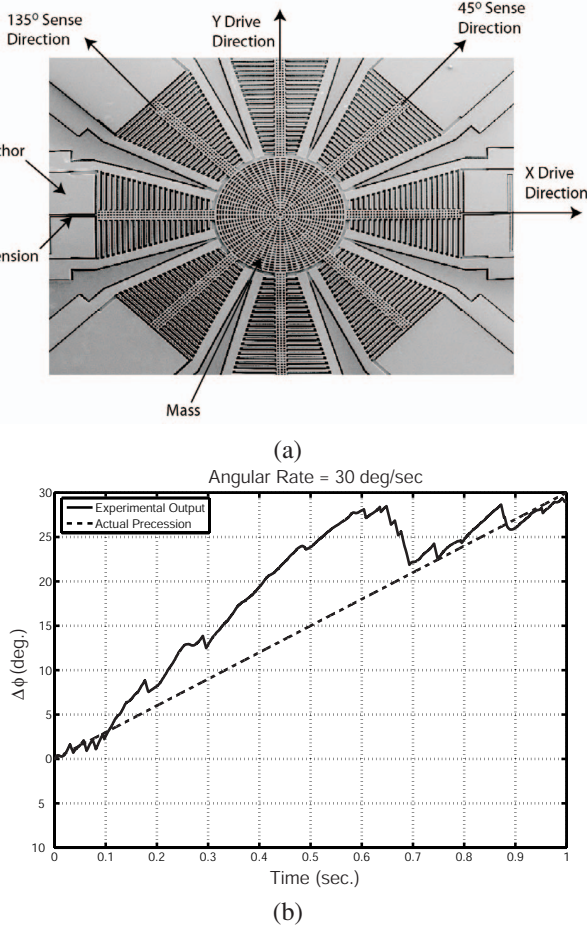 135º Sense
Direction
Y Drive
Direction
45º Sense
Direction
X Drive
Direction
Mass
(a)
Angular Rate = 30 deg/sec
Experimental Output
Actual Precession
30
25
20
15
10
5
0
5
10
Δϕ (deg.)
0 0.1 0.2 0.3 0.4 0.5 0.6 0.7 0.8 0.9 1
Time (sec.)
(b)